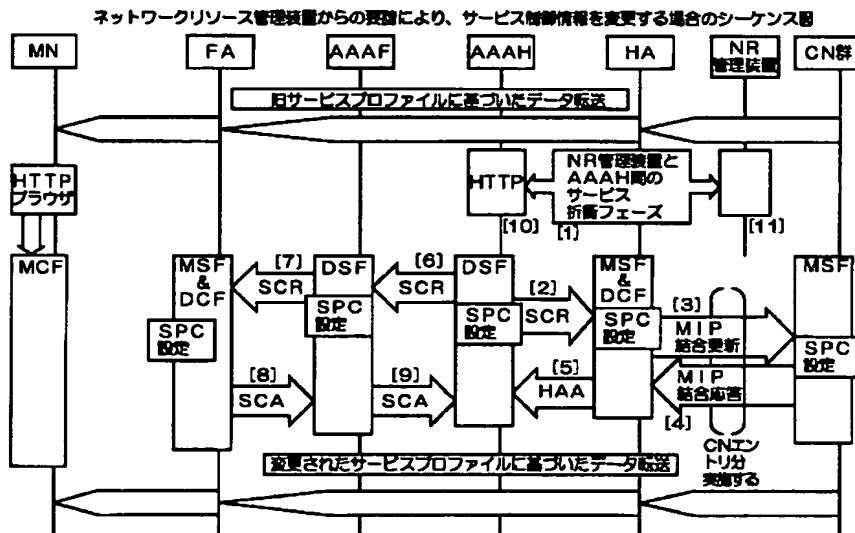 ネットワークリソース管理装置からの要請により、サービス制御情報を変更する場合のシーケンス図
MN
FA
AAAF
AAAH
HA
NR
管理装置
CN群
旧サービスプロファイルに基づいたデータ転送
HTTP
ブラウザ
HTTP
NR管理装置と
AAAH間の
サービス
折衝フェーズ
[10]
[1]
[11]
MCF
MSF
&
DCF
[7]
SCR
DSF
[6]
SCR
DSF
[2]
SCR
MSF
&
DCF
[3]
MIP
結合更新
MSF
SPC
設定
SPC
設定
SPC
設定
SPC
設定
SPC
設定
[8]
SCA
[9]
SCA
[5]
HAA
MIP
結合応答
[4]
CNエント
リ分
実施する
変更されたサービスプロファイルに基づいたデータ転送